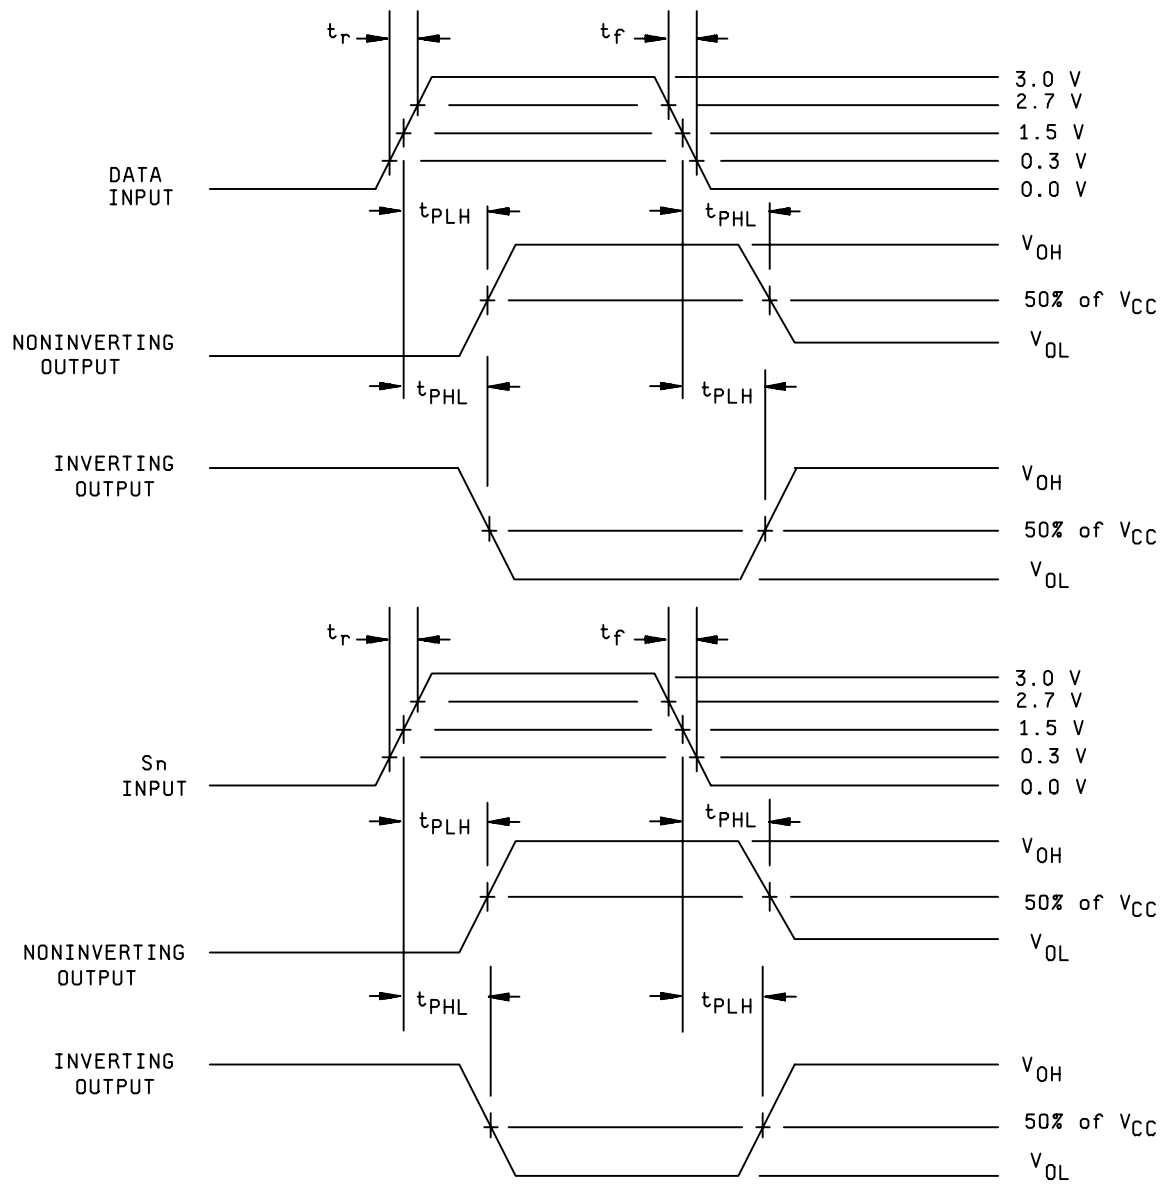 tr
tf
3.0 V
2.7 V
1.5 V
0.3 V
0.0 V
DATA
INPUT
tPLH
tPHL
VOH
50% of VCC
VOL
NONINVERTING
OUTPUT
tPHL
tPLH
INVERTING
OUTPUT
VOH
50% of VCC
VOL
tr
tf
3.0 V
2.7 V
1.5 V
0.3 V
0.0 V
Sn
INPUT
tPLH
tPHL
VOH
50% of VCC
VOL
NONINVERTING
OUTPUT
tPHL
tPLH
INVERTING
OUTPUT
VOH
50% of VCC
VOL